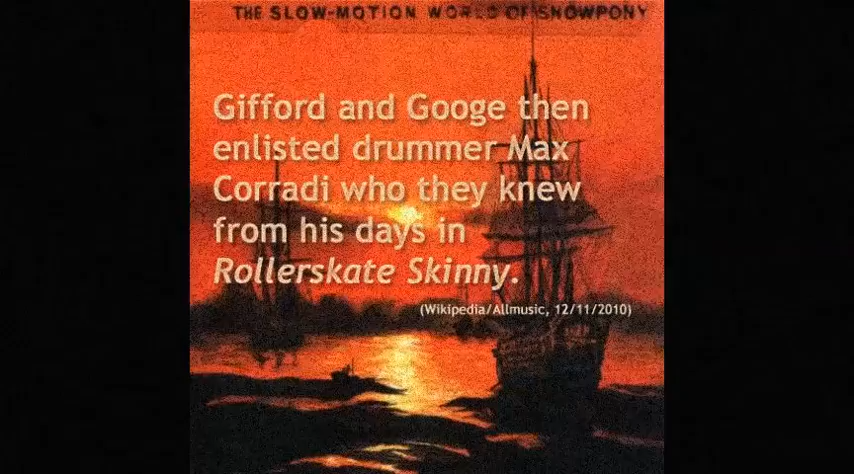 THE SLOW-MOTION WORLD OF SNOWPONY
Gifford and Googe then
enlisted drummer Max
Corradi who they knew
from his days in
Rollerskate Skinny.
(Wikipedia/Allmusic, 12/11/2010)